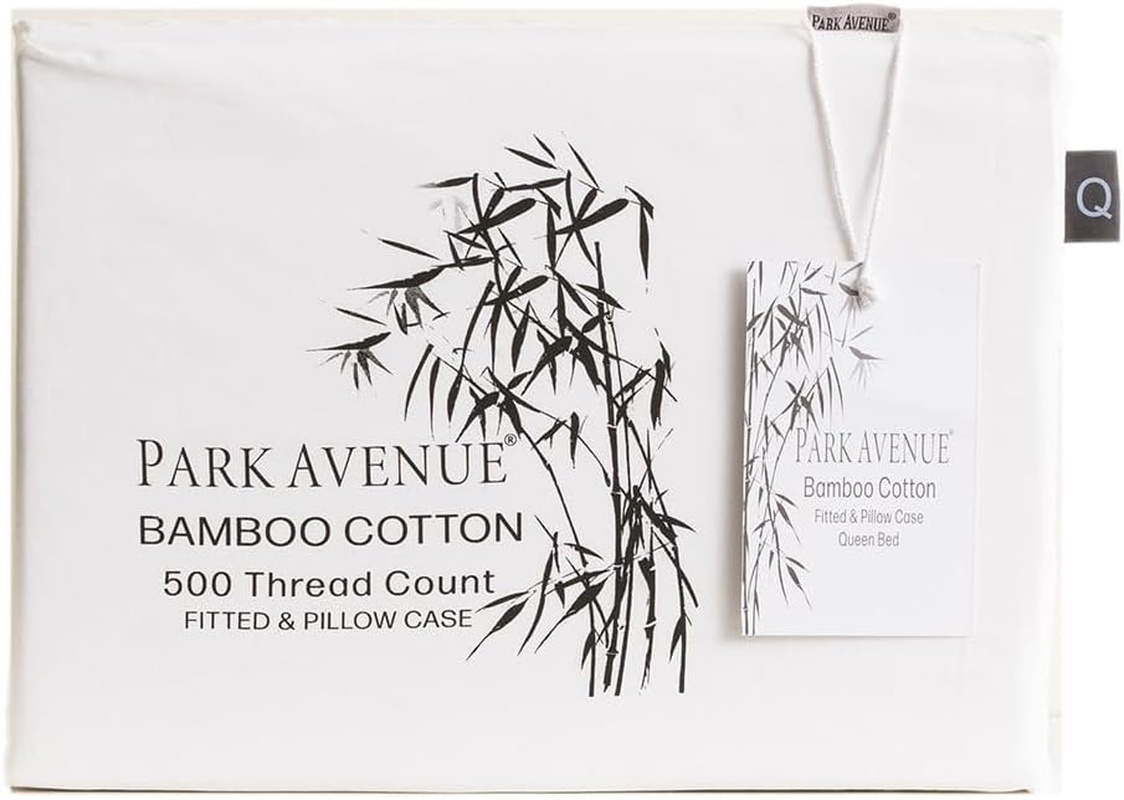 PARK AVENUE®
Q
PARK AVENUE®
BAMBOO COTTON
500 Thread Count
FITTED & PILLOW CASE
PARK AVENUE®
Bamboo Cotton
Fitted & Pillow Case
Queen Bed